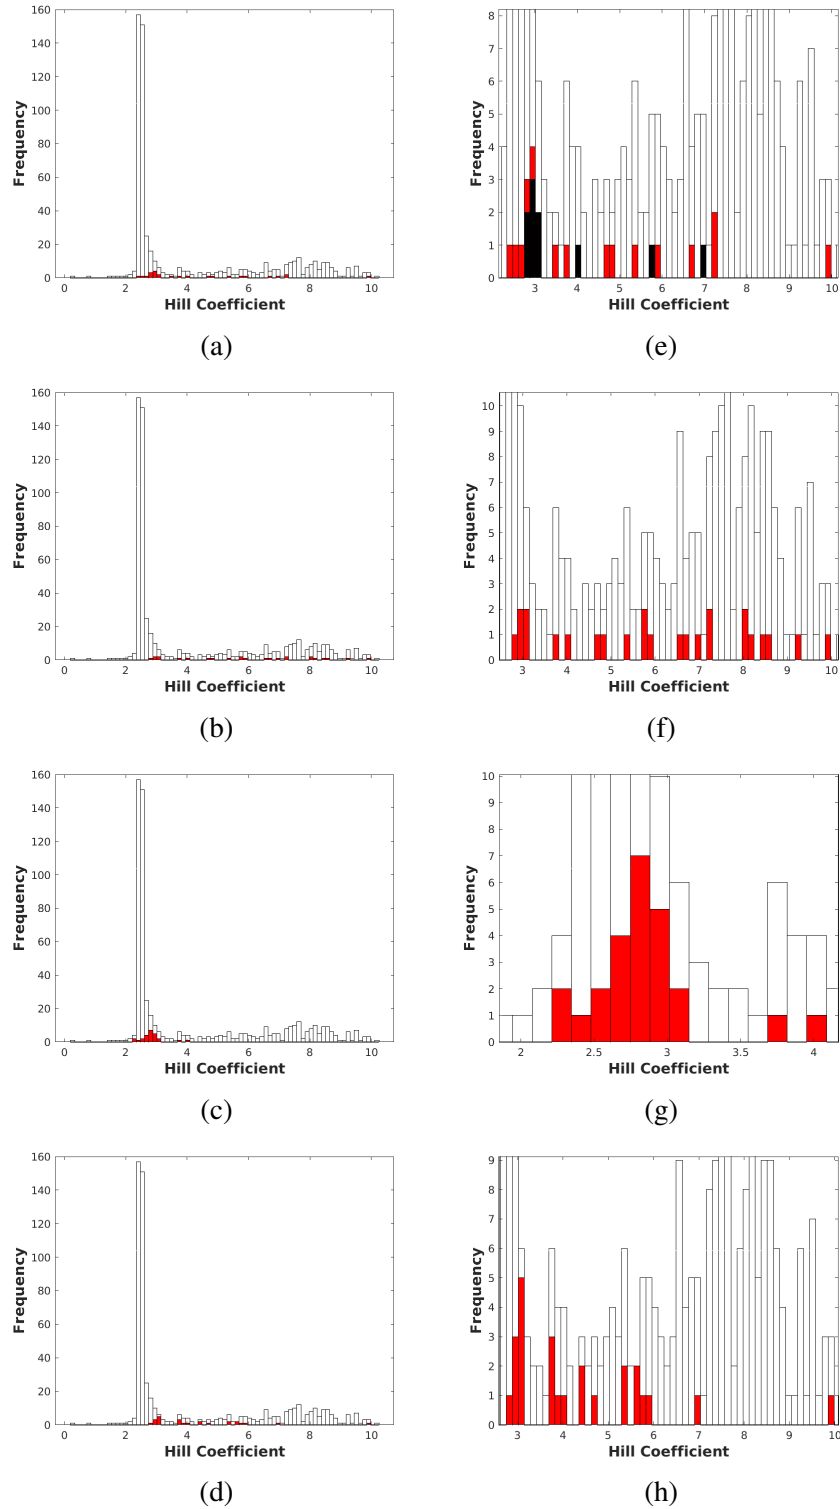 160
140
120
100
80
60
40
20
0
Frequency
0 2 4 6 8 10
Hill Coefficient
(a)
8
7
6
5
4
3
2
1
0
Frequency
3 4 5 6 7 8 9 10
Hill Coefficient
(e)
160
140
120
100
80
60
40
20
0
Frequency
0 2 4 6 8 10
Hill Coefficient
(b)
10
9
8
7
6
5
4
3
2
1
0
Frequency
3 4 5 6 7 8 9 10
Hill Coefficient
(f)
160
140
120
100
80
60
40
20
0
Frequency
0 2 4 6 8 10
Hill Coefficient
(c)
10
9
8
7
6
5
4
3
2
1
0
Frequency
2 2.5 3 3.5 4
Hill Coefficient
(g)
160
140
120
100
80
60
40
20
0
Frequency
0 2 4 6 8 10
Hill Coefficient
(d)
9
8
7
6
5
4
3
2
1
0
Frequency
3 4 5 6 7 8 9 10
Hill Coefficient
(h)